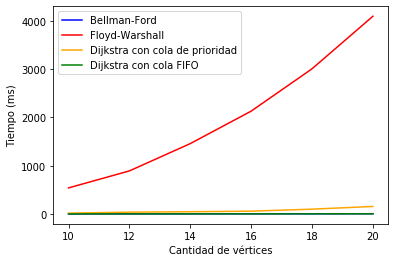 Bellman-Ford
Floyd-Warshall
Dijkstra con cola de prioridad
Dijkstra con cola FIFO
4000
3000
2000
1000
0
Tiempo (ms)
10 12 14 16 18 20
Cantidad de vértices